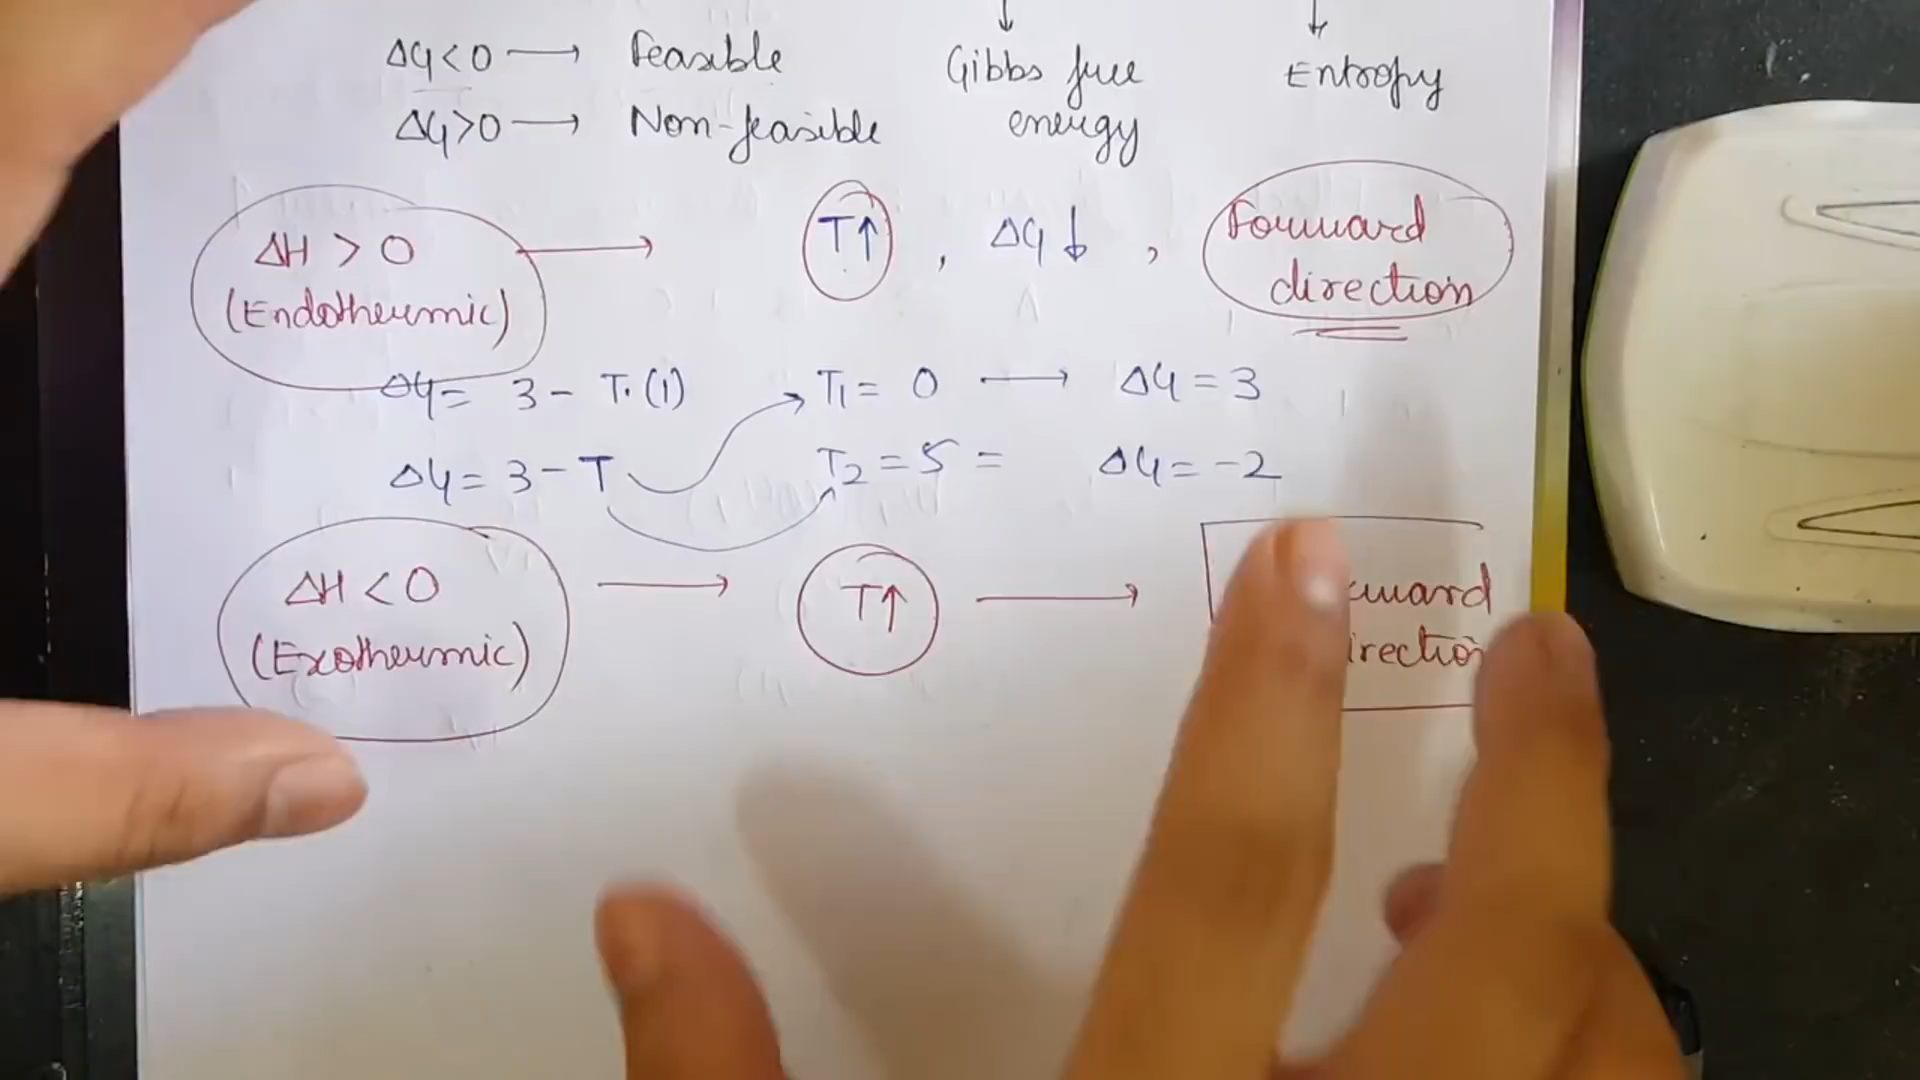 ΔG<0 → Feasible
ΔG>0 → Non-feasible
Gibbs free
energy
Entropy
ΔH > 0
(Endothermic)
→ T↑ , ΔG↓ ,
Forward
direction
ΔG = 3 - T.(1)
T1 = 0 → ΔG = 3
ΔG = 3 - T
T2 = 5 = ΔG = -2
ΔH < 0
(Exothermic)
→ T↑ →